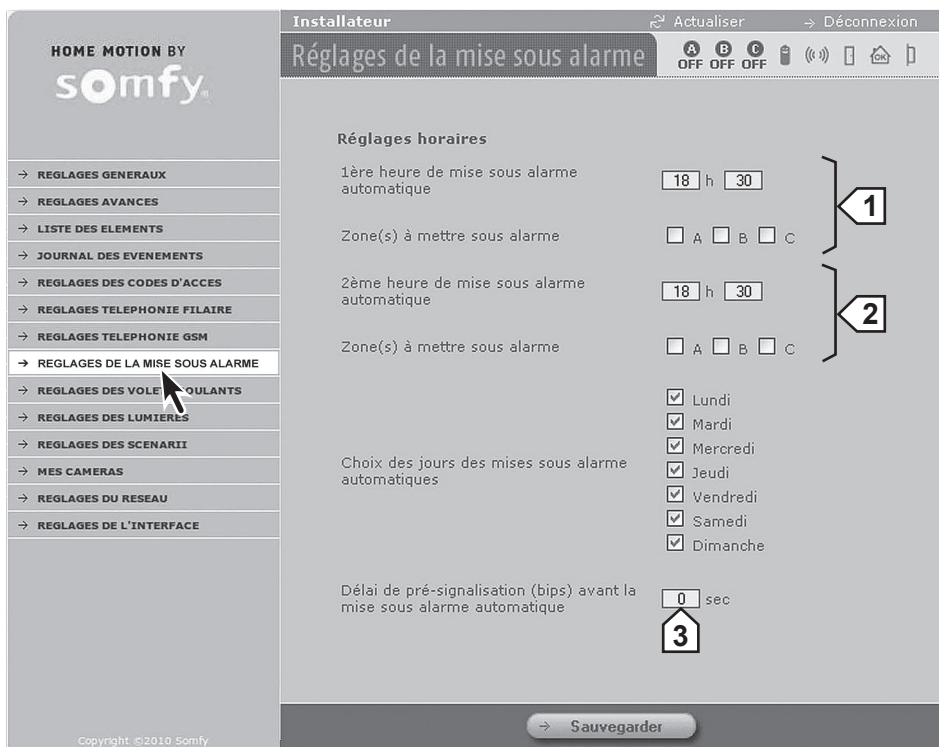 HOME MOTION BY
somfy.
→ REGLAGES GENERAUX
→ REGLAGES AVANCES
→ LISTE DES ELEMENTS
→ JOURNAL DES EVENEMENTS
→ REGLAGES DES CODES D'ACCES
→ REGLAGES TELEPHONIE FILAIRE
→ REGLAGES TELEPHONIE GSM
→ REGLAGES DE LA MISE SOUS ALARME
→ REGLAGES DES VOLET OULANTS
→ REGLAGES DES LUMIERES
→ REGLAGES DES SCENARII
→ MES CAMERAS
→ REGLAGES DU RESEAU
→ REGLAGES DE L'INTERFACE
Copyright ©2010 Somfy
Installateur
Actualiser
→ Déconnexion
Réglages de la mise sous alarme
A B C
OFF OFF OFF
OK
Réglages horaires
1ère heure de mise sous alarme
automatique
18 h 30
1
Zone(s) à mettre sous alarme
A B C
2ème heure de mise sous alarme
automatique
18 h 30
2
Zone(s) à mettre sous alarme
A B C
Choix des jours des mises sous alarme
automatiques
Lundi
Mardi
Mercredi
Jeudi
Vendredi
Samedi
Dimanche
Délai de pré-signalisation (bips) avant la
mise sous alarme automatique
0 sec
3
→ Sauvegarder